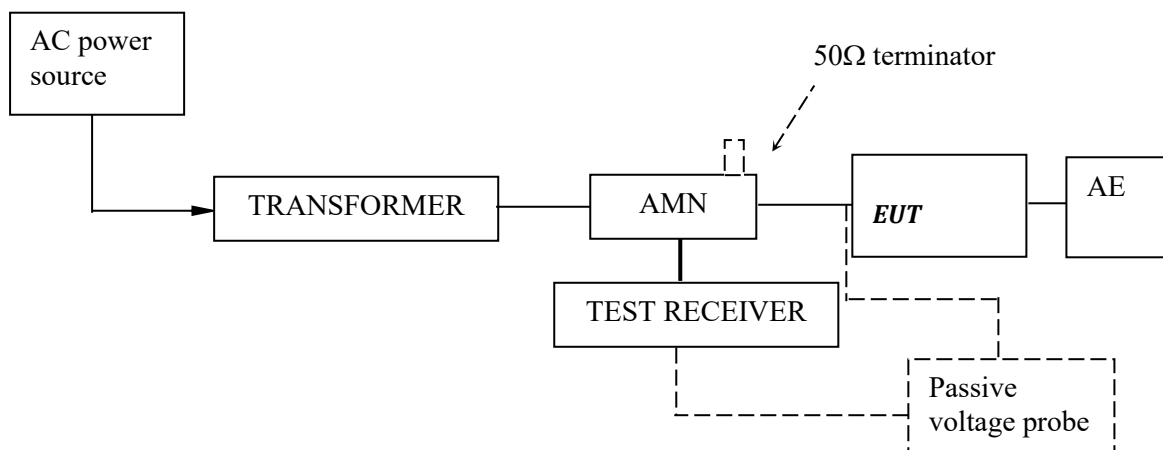 AC power
source
50Ω terminator
TRANSFORMER
AMN
EUT
AE
TEST RECEIVER
Passive
voltage probe